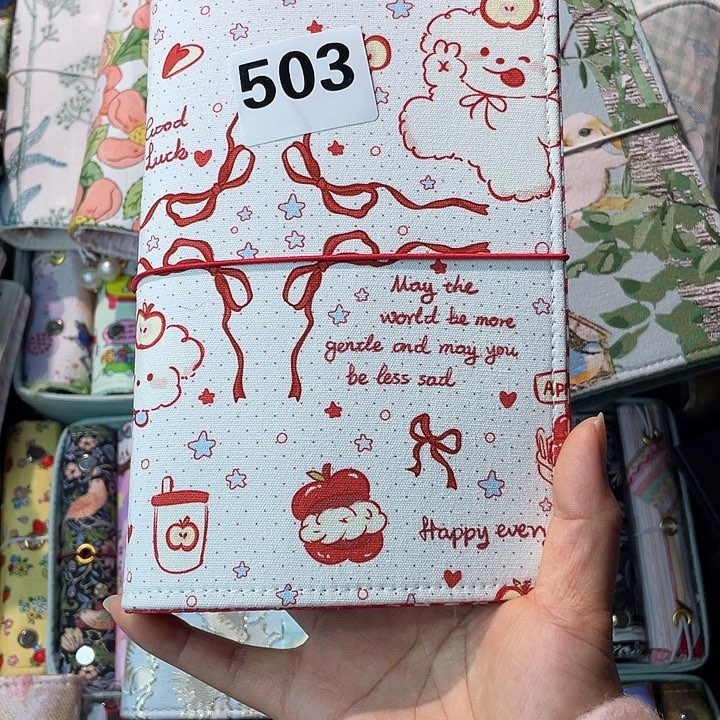 503
Good
Luck
May the
world be more
gentle and may you
be less sad
Happy even